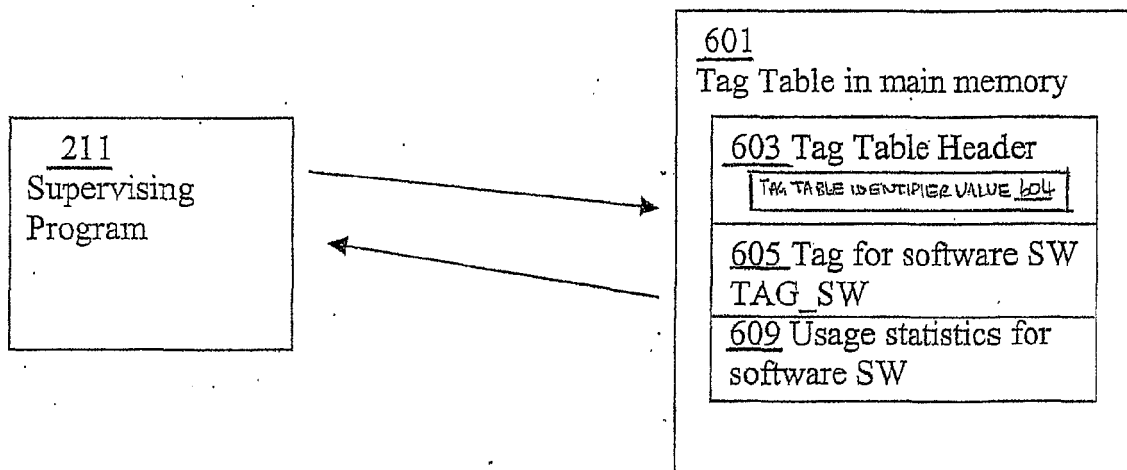 211
Supervising
Program
601
Tag Table in main memory
603 Tag Table Header
TAG TABLE IDENTIFIER VALUE 604
605 Tag for software SW
TAG_SW
609 Usage statistics for
software SW